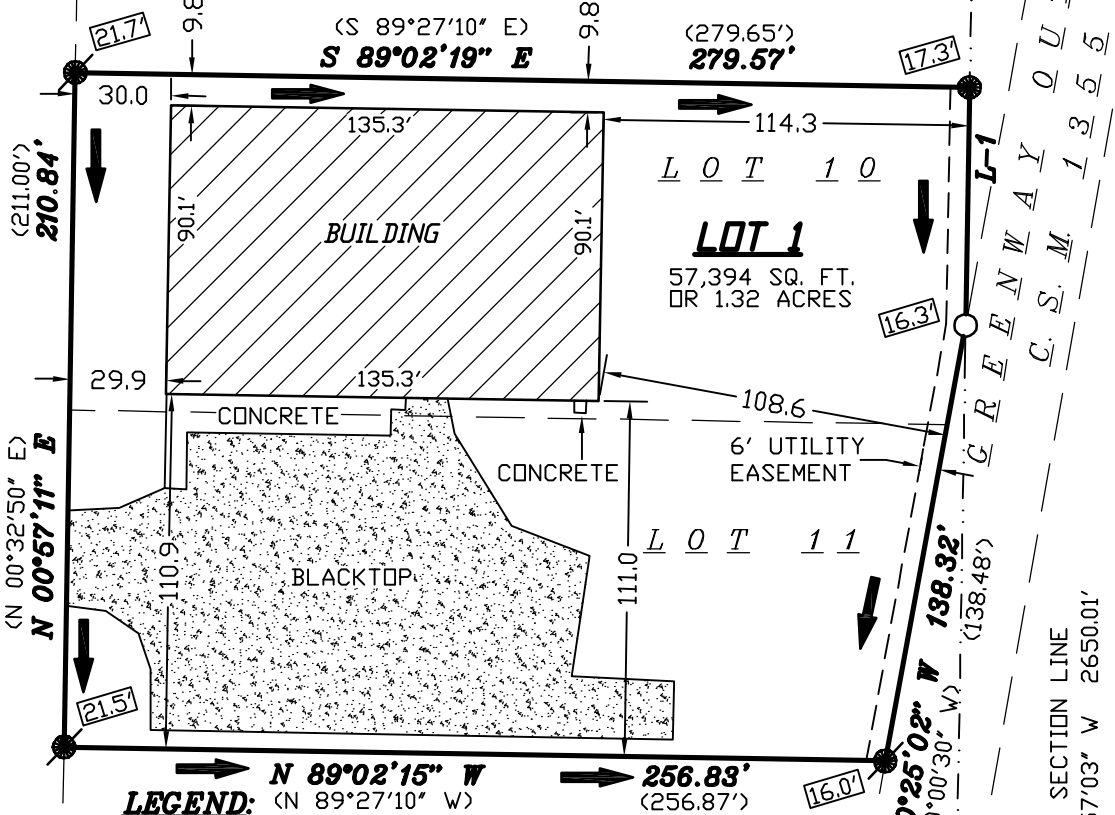 21.7'
9.8
(S 89°27'10" E)
S 89°02'19" E
9.8
(279.65')
279.57'
17.3'
30.0
135.3'
114.3
(211.00')
210.84'
LOT 10
L-1
90.1'
BUILDING
90.1'
LOT 1
57,394 SQ. FT.
OR 1.32 ACRES
16.3'
29.9
135.3'
108.6
CONCRETE
6' UTILITY
EASEMENT
CONCRETE
(N 00°32'50" E)
N 00°57'11" E
LOT 11
110.9
BLACKTOP
111.0
138.32'
(138.48')
GREENWAY
C.S.M. 1355
SECTION LINE
2650.01'
21.5'
N 89°02'15" W
256.83'
(N 89°27'10" W)
(256.87')
16.0'
LEGEND: